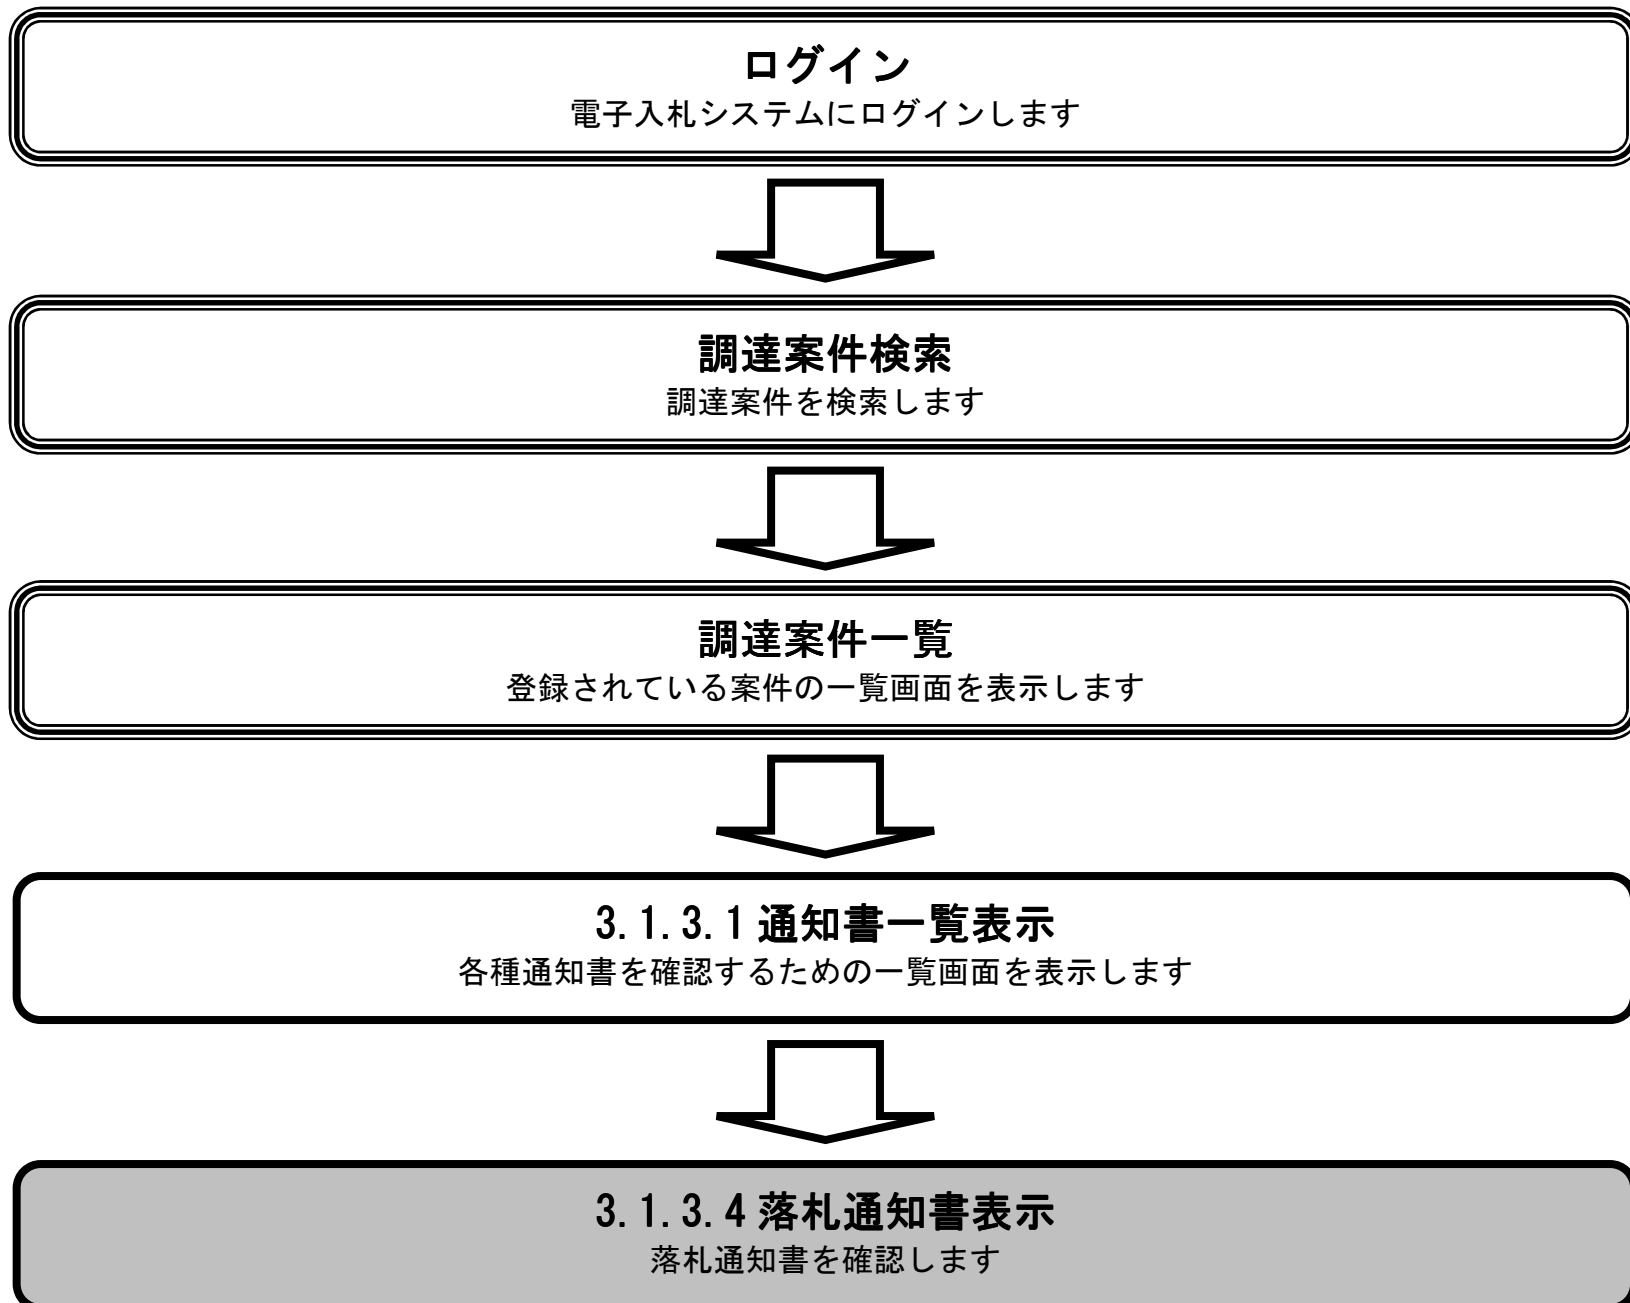 ログイン
電子入札システムにログインします
調達案件検索
調達案件を検索します
調達案件一覧
登録されている案件の一覧画面を表示します
3.1.3.1 通知書一覧表示
各種通知書を確認するための一覧画面を表示します
3.1.3.4 落札通知書表示
落札通知書を確認します